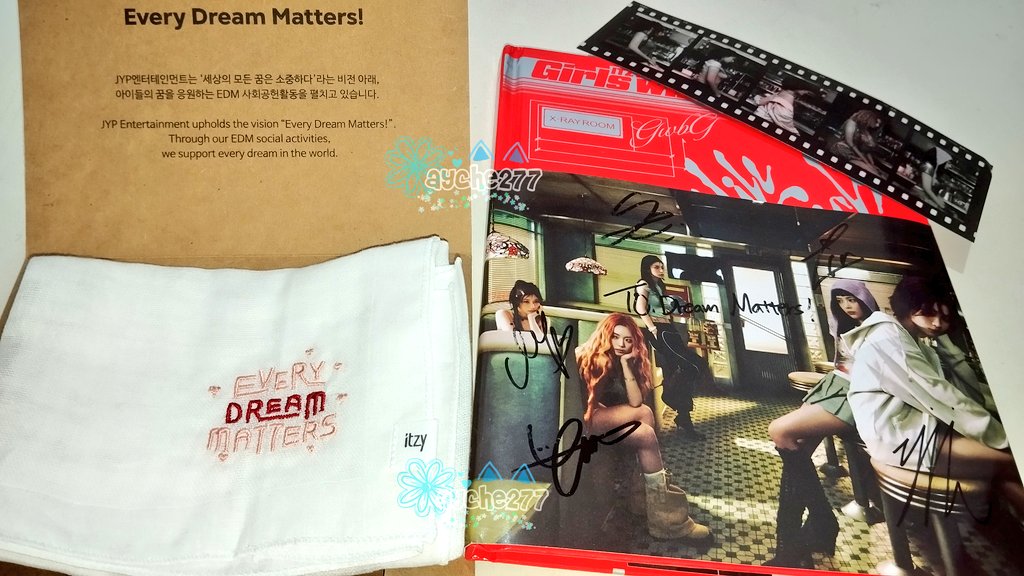 Every Dream Matters!
JYP엔터테인먼트는 '세상의 모든 꿈은 소중하다'라는 비전 아래,
아이들의 꿈을 응원하는 EDM 사회공헌활동을 펼치고 있습니다.
JYP Entertainment upholds the vision "Every Dream Matters!".
Through our EDM social activities,
we support every dream in the world.
ayche277
EVERY
DREAM
MATTERS
itzy
ayche277
Girls Wi
X-RAY ROOM
GwbG
TO. Dream Matters!